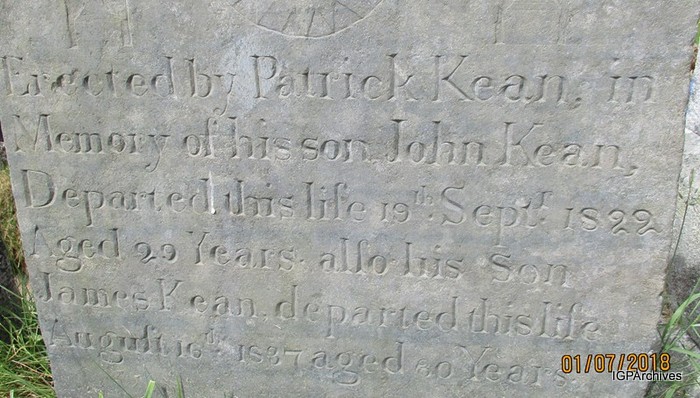 Erected by Patrick Kean, in
Memory of his son John Kean,
Departed this life 19th Septr. 1822
Aged 20 Years. also his Son
James Kean, departed this life
August 16th 1837 aged 30 Years.
01/07/2018
IGPArchives